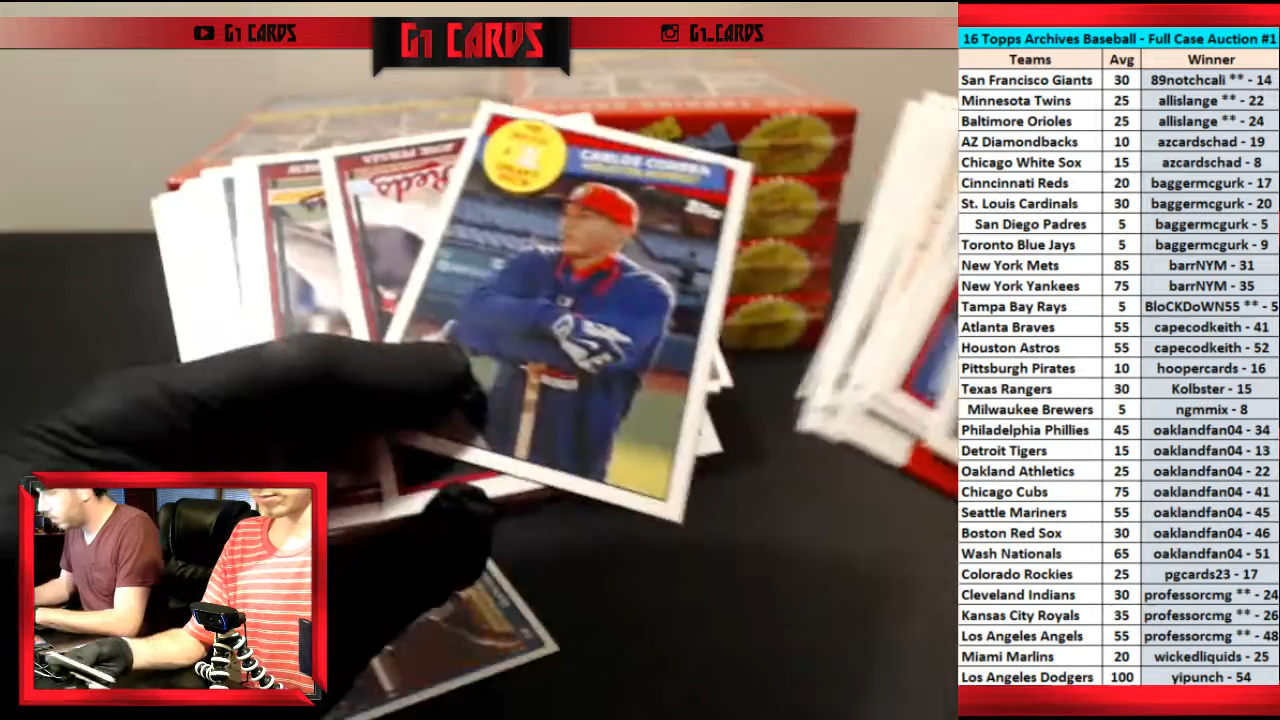 G1 CARDS
G1 CARDS
G1_CARDS
CARLOS CORREA
Topps
Reds
16 Topps Archives Baseball - Full Case Auction #1
Teams Avg Winner
San Francisco Giants 30 89notchcali ** - 14
Minnesota Twins 25 allislange ** - 22
Baltimore Orioles 25 allislange ** - 24
AZ Diamondbacks 10 azcardschad - 19
Chicago White Sox 15 azcardschad - 8
Cinncinnati Reds 20 baggermcgurk - 17
St. Louis Cardinals 30 baggermcgurk - 20
San Diego Padres 5 baggermcgurk - 5
Toronto Blue Jays 5 baggermcgurk - 9
New York Mets 85 barrNYM - 31
New York Yankees 75 barrNYM - 35
Tampa Bay Rays 5 BloCKDoWN55 ** - 5
Atlanta Braves 55 capecodkeith - 41
Houston Astros 55 capecodkeith - 52
Pittsburgh Pirates 10 hoopercards - 16
Texas Rangers 30 Kolbster - 15
Milwaukee Brewers 5 ngmmix - 8
Philadelphia Phillies 45 oaklandfan04 - 34
Detroit Tigers 15 oaklandfan04 - 13
Oakland Athletics 25 oaklandfan04 - 22
Chicago Cubs 75 oaklandfan04 - 41
Seattle Mariners 55 oaklandfan04 - 45
Boston Red Sox 30 oaklandfan04 - 46
Wash Nationals 65 oaklandfan04 - 51
Colorado Rockies 25 pgcards23 - 17
Cleveland Indians 30 professorcmg ** - 24
Kansas City Royals 35 professorcmg ** - 26
Los Angeles Angels 55 professorcmg ** - 48
Miami Marlins 20 wickedliquids - 25
Los Angeles Dodgers 100 yipunch - 54